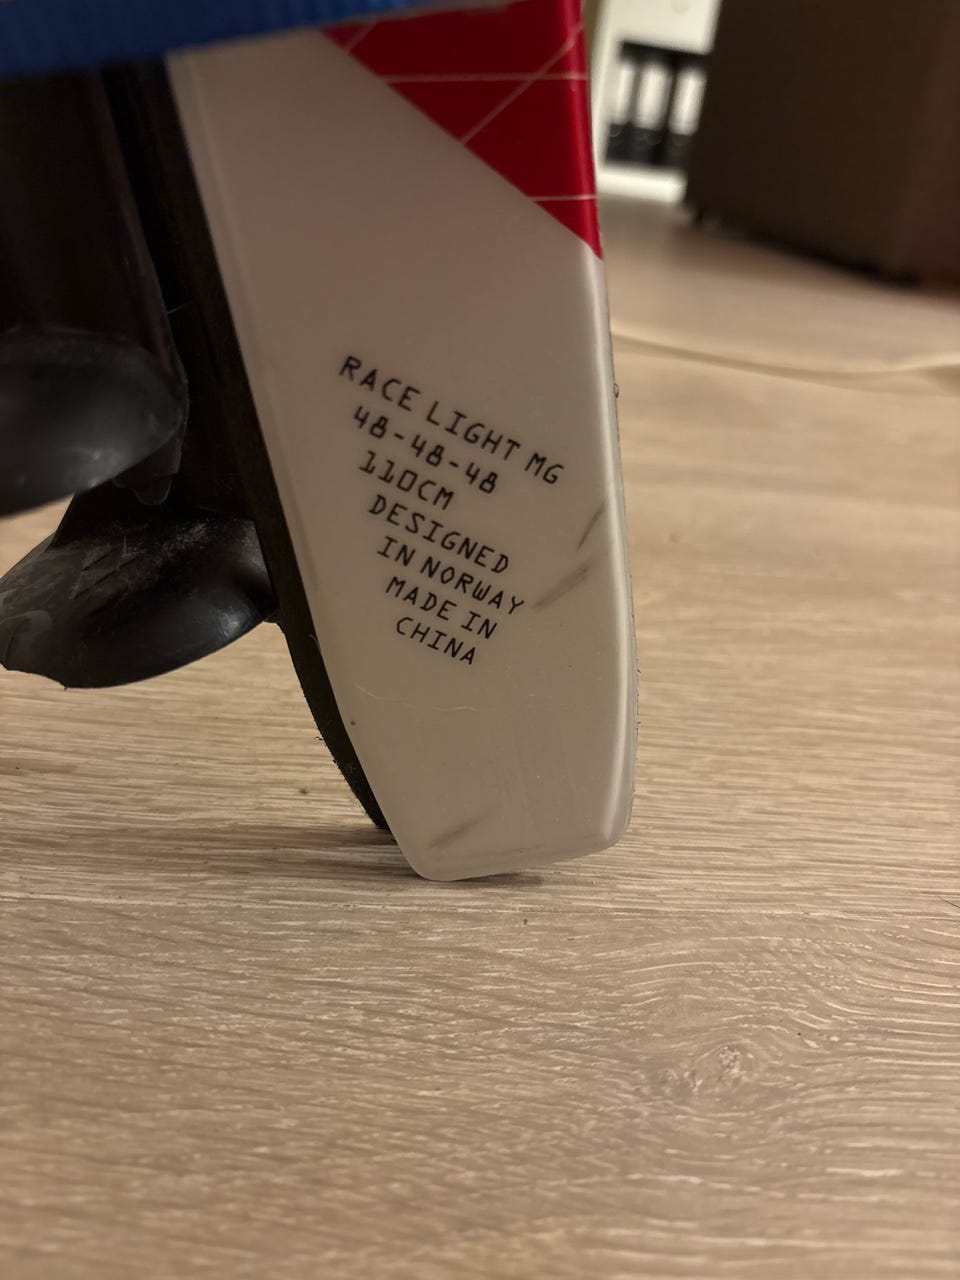 RACE LIGHT MG
48-48-48
110CM
DESIGNED
IN NORWAY
MADE IN
CHINA